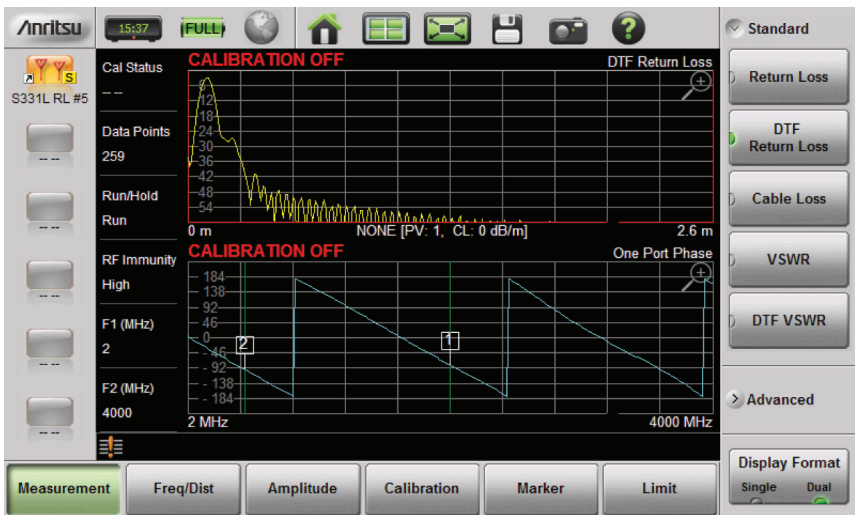 Anritsu
15:37
FULL
?
Standard
S
S331L RL #5
-- --
-- --
-- --
-- --
-- --
Cal Status
--
Data Points
259
Run/Hold
Run
RF Immunity
High
F1 (MHz)
2
F2 (MHz)
4000
CALIBRATION OFF
DTF Return Loss
-12
-18
-24
-30
-36
-42
-48
-54
0 m
NONE [PV: 1, CL: 0 dB/m]
2.6 m
CALIBRATION OFF
One Port Phase
184
138
92
46
0
- 46
- 92
- 138
- 184
2
1
2 MHz
4000 MHz
Return Loss
DTF
Return Loss
Cable Loss
VSWR
DTF VSWR
Advanced
Display Format
Single Dual
Measurement
Freq/Dist
Amplitude
Calibration
Marker
Limit